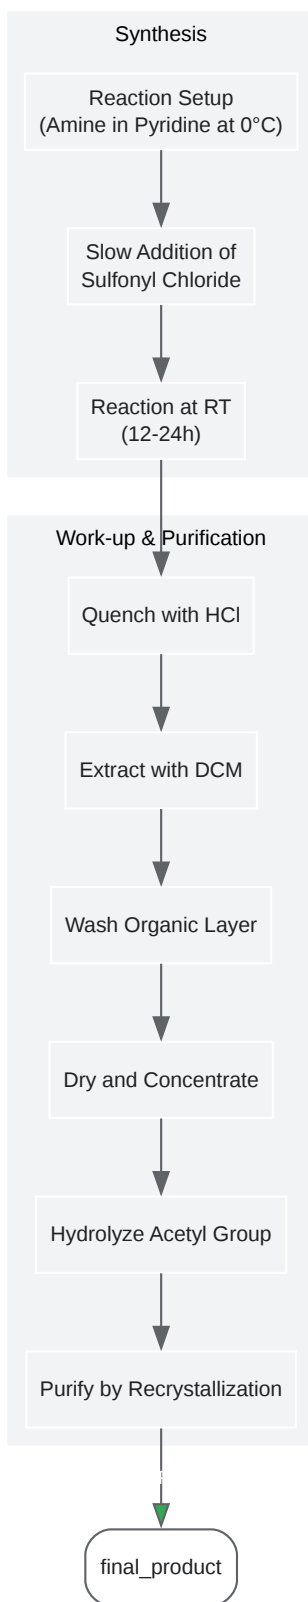 Synthesis
Reaction Setup
(Amine in Pyridine at 0°C)
Slow Addition of
Sulfonyl Chloride
Reaction at RT
(12-24h)
Work-up & Purification
Quench with HCl
Extract with DCM
Wash Organic Layer
Dry and Concentrate
Hydrolyze Acetyl Group
Purify by Recrystallization
final_product